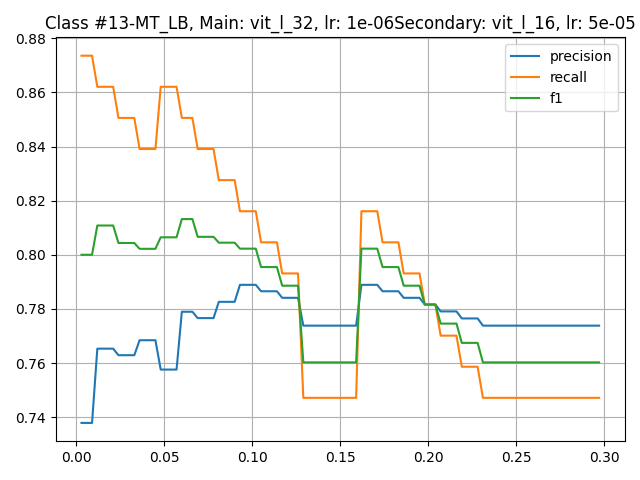 Class #13-MT_LB, Main: vit_l_32, lr: 1e-06Secondary: vit_l_16, lr: 5e-05
0.88
0.86
0.84
0.82
0.80
0.78
0.76
0.74
precision
recall
f1
0.00 0.05 0.10 0.15 0.20 0.25 0.30